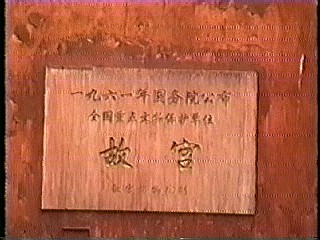 一九六一年国务院公布
全国重点文物保护单位
故宫